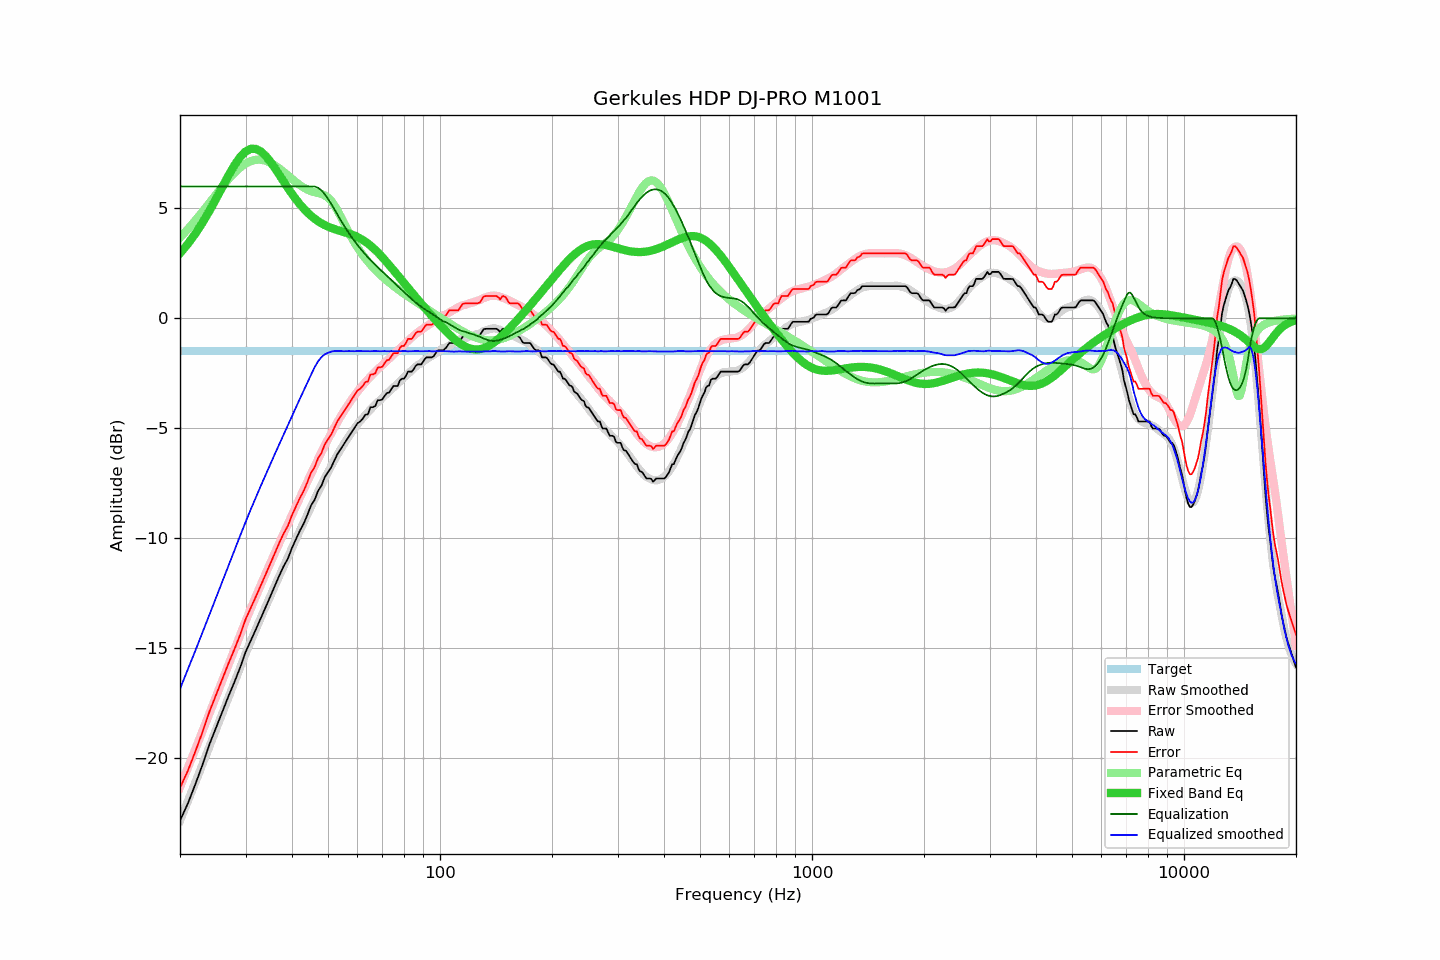 Gerkules HDP DJ-PRO M1001
Amplitude (dBr)
5
0
−5
−10
−15
−20
Target
Raw Smoothed
Error Smoothed
Raw
Error
Parametric Eq
Fixed Band Eq
Equalization
Equalized smoothed
100
1000
10000
Frequency (Hz)